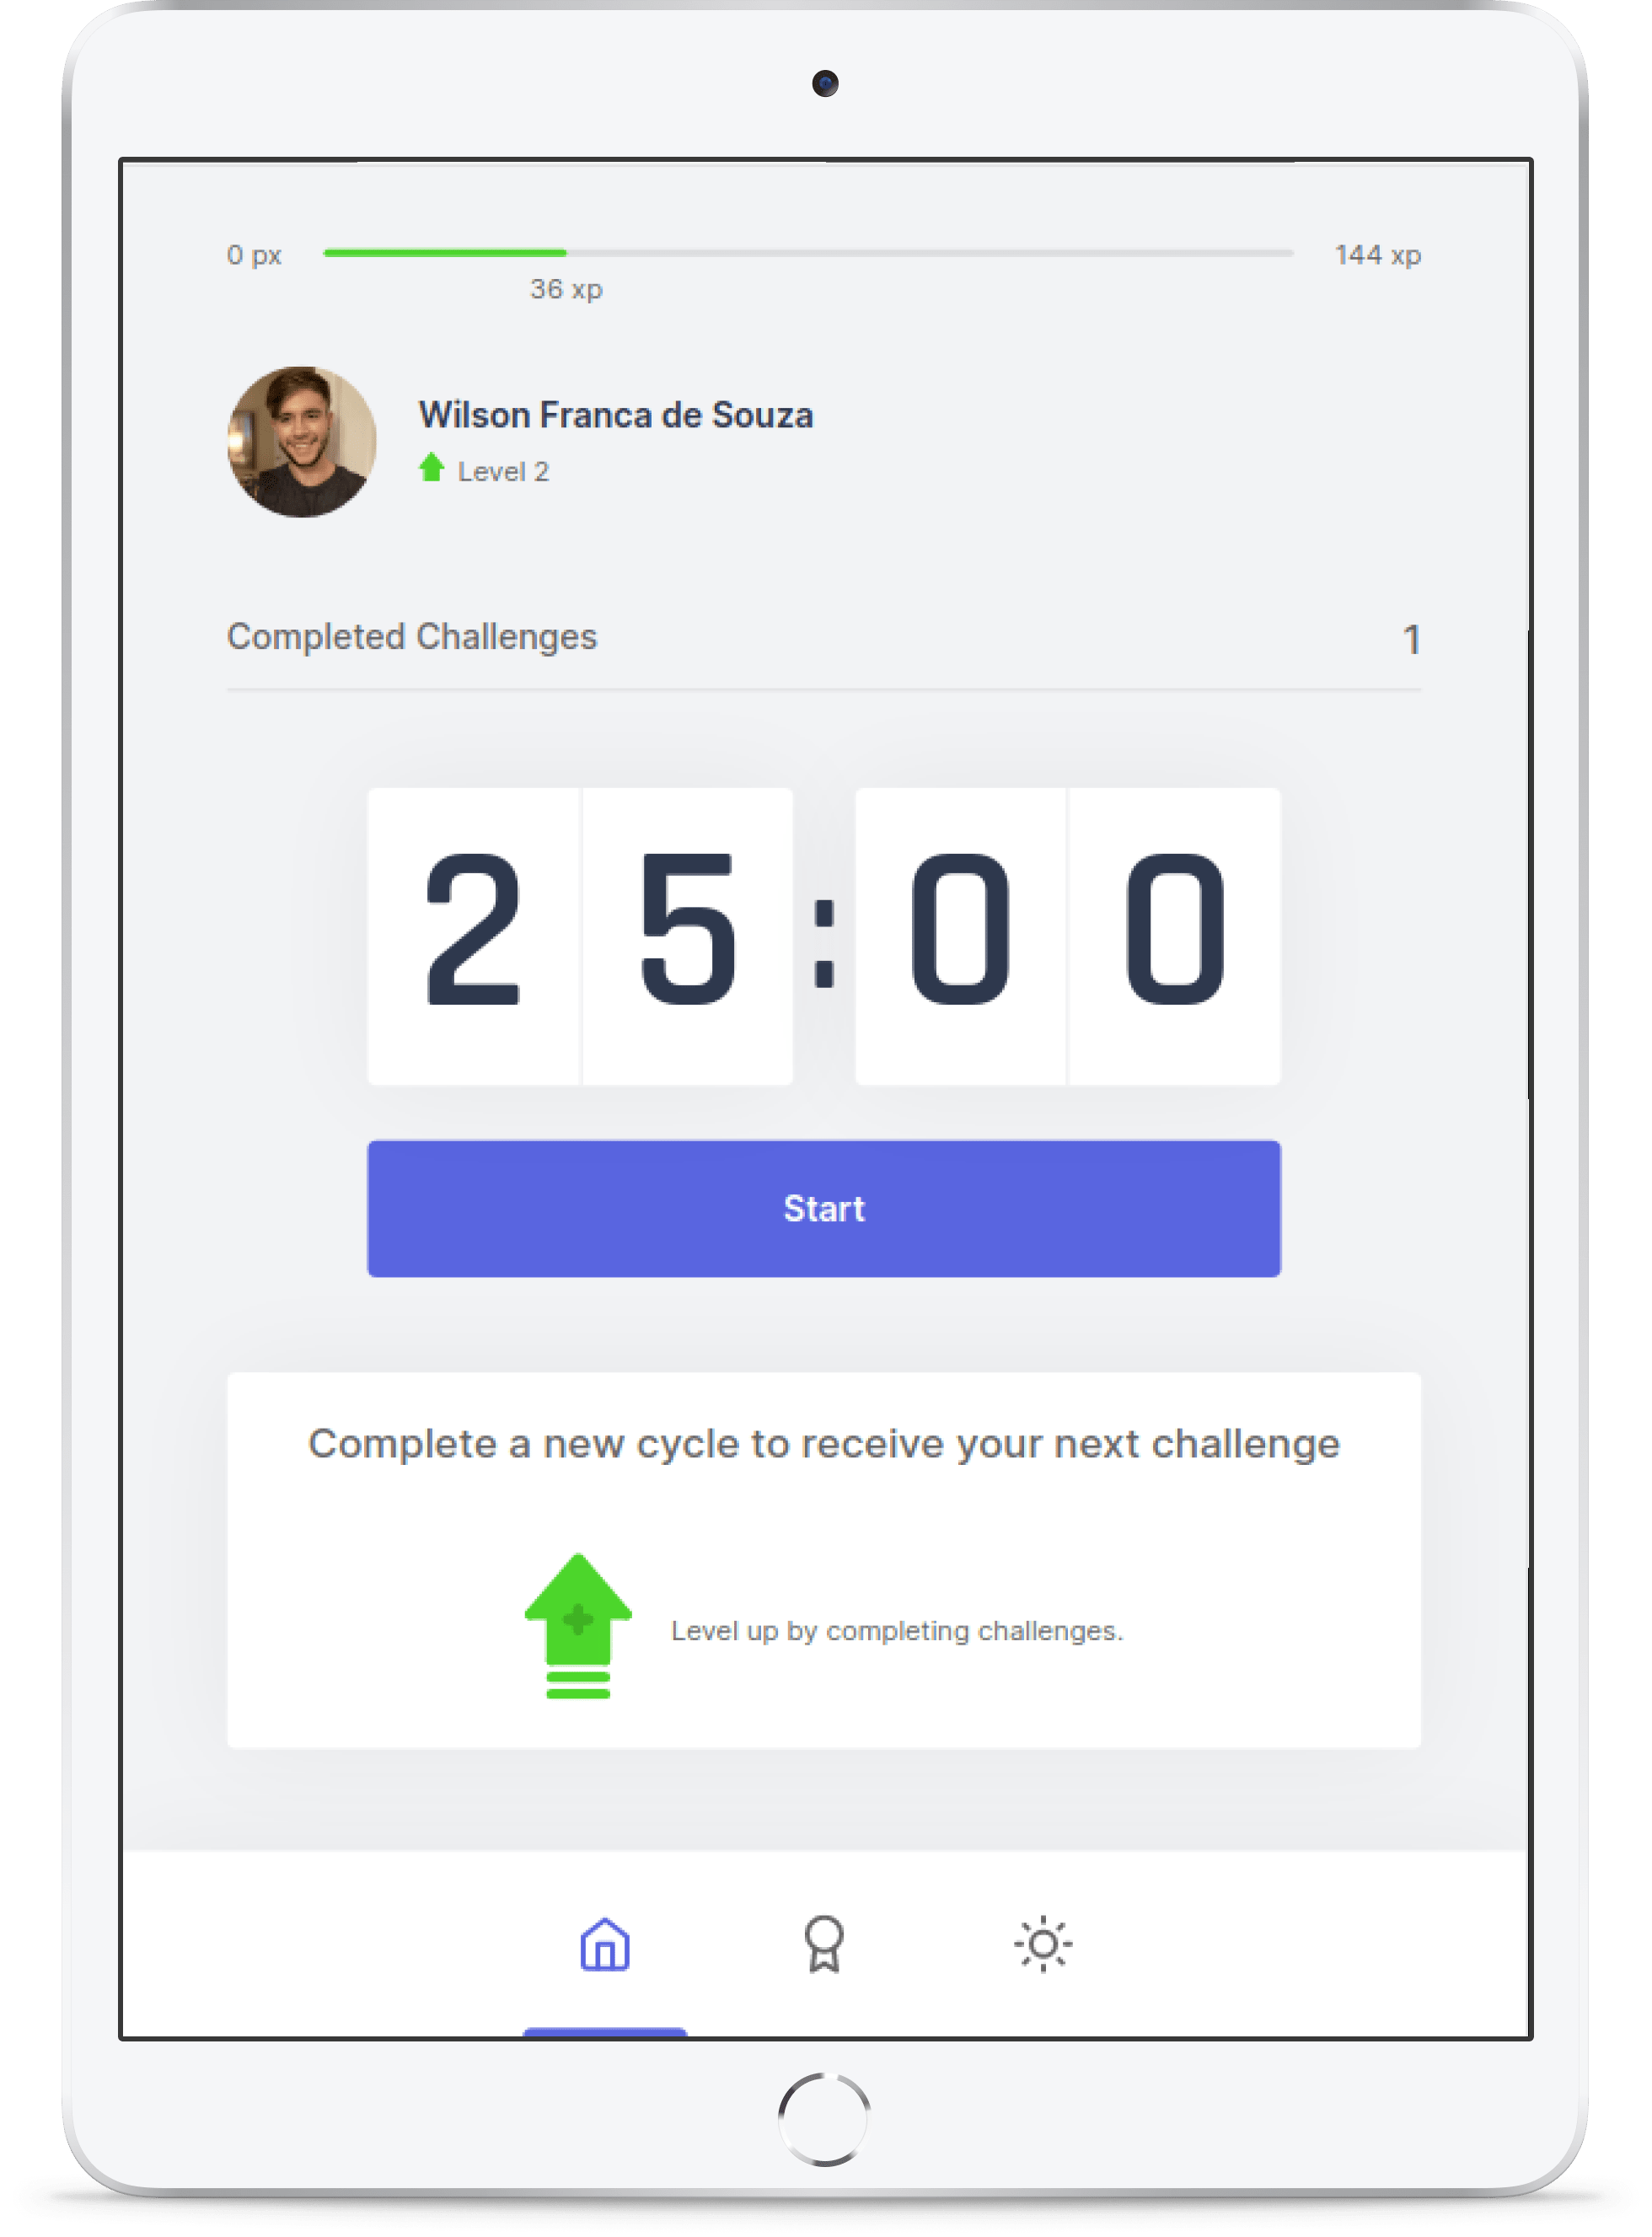 0 px 144 xp
36 xp
Wilson Franca de Souza
Level 2
Completed Challenges 1
25:00
Start
Complete a new cycle to receive your next challenge
Level up by completing challenges.